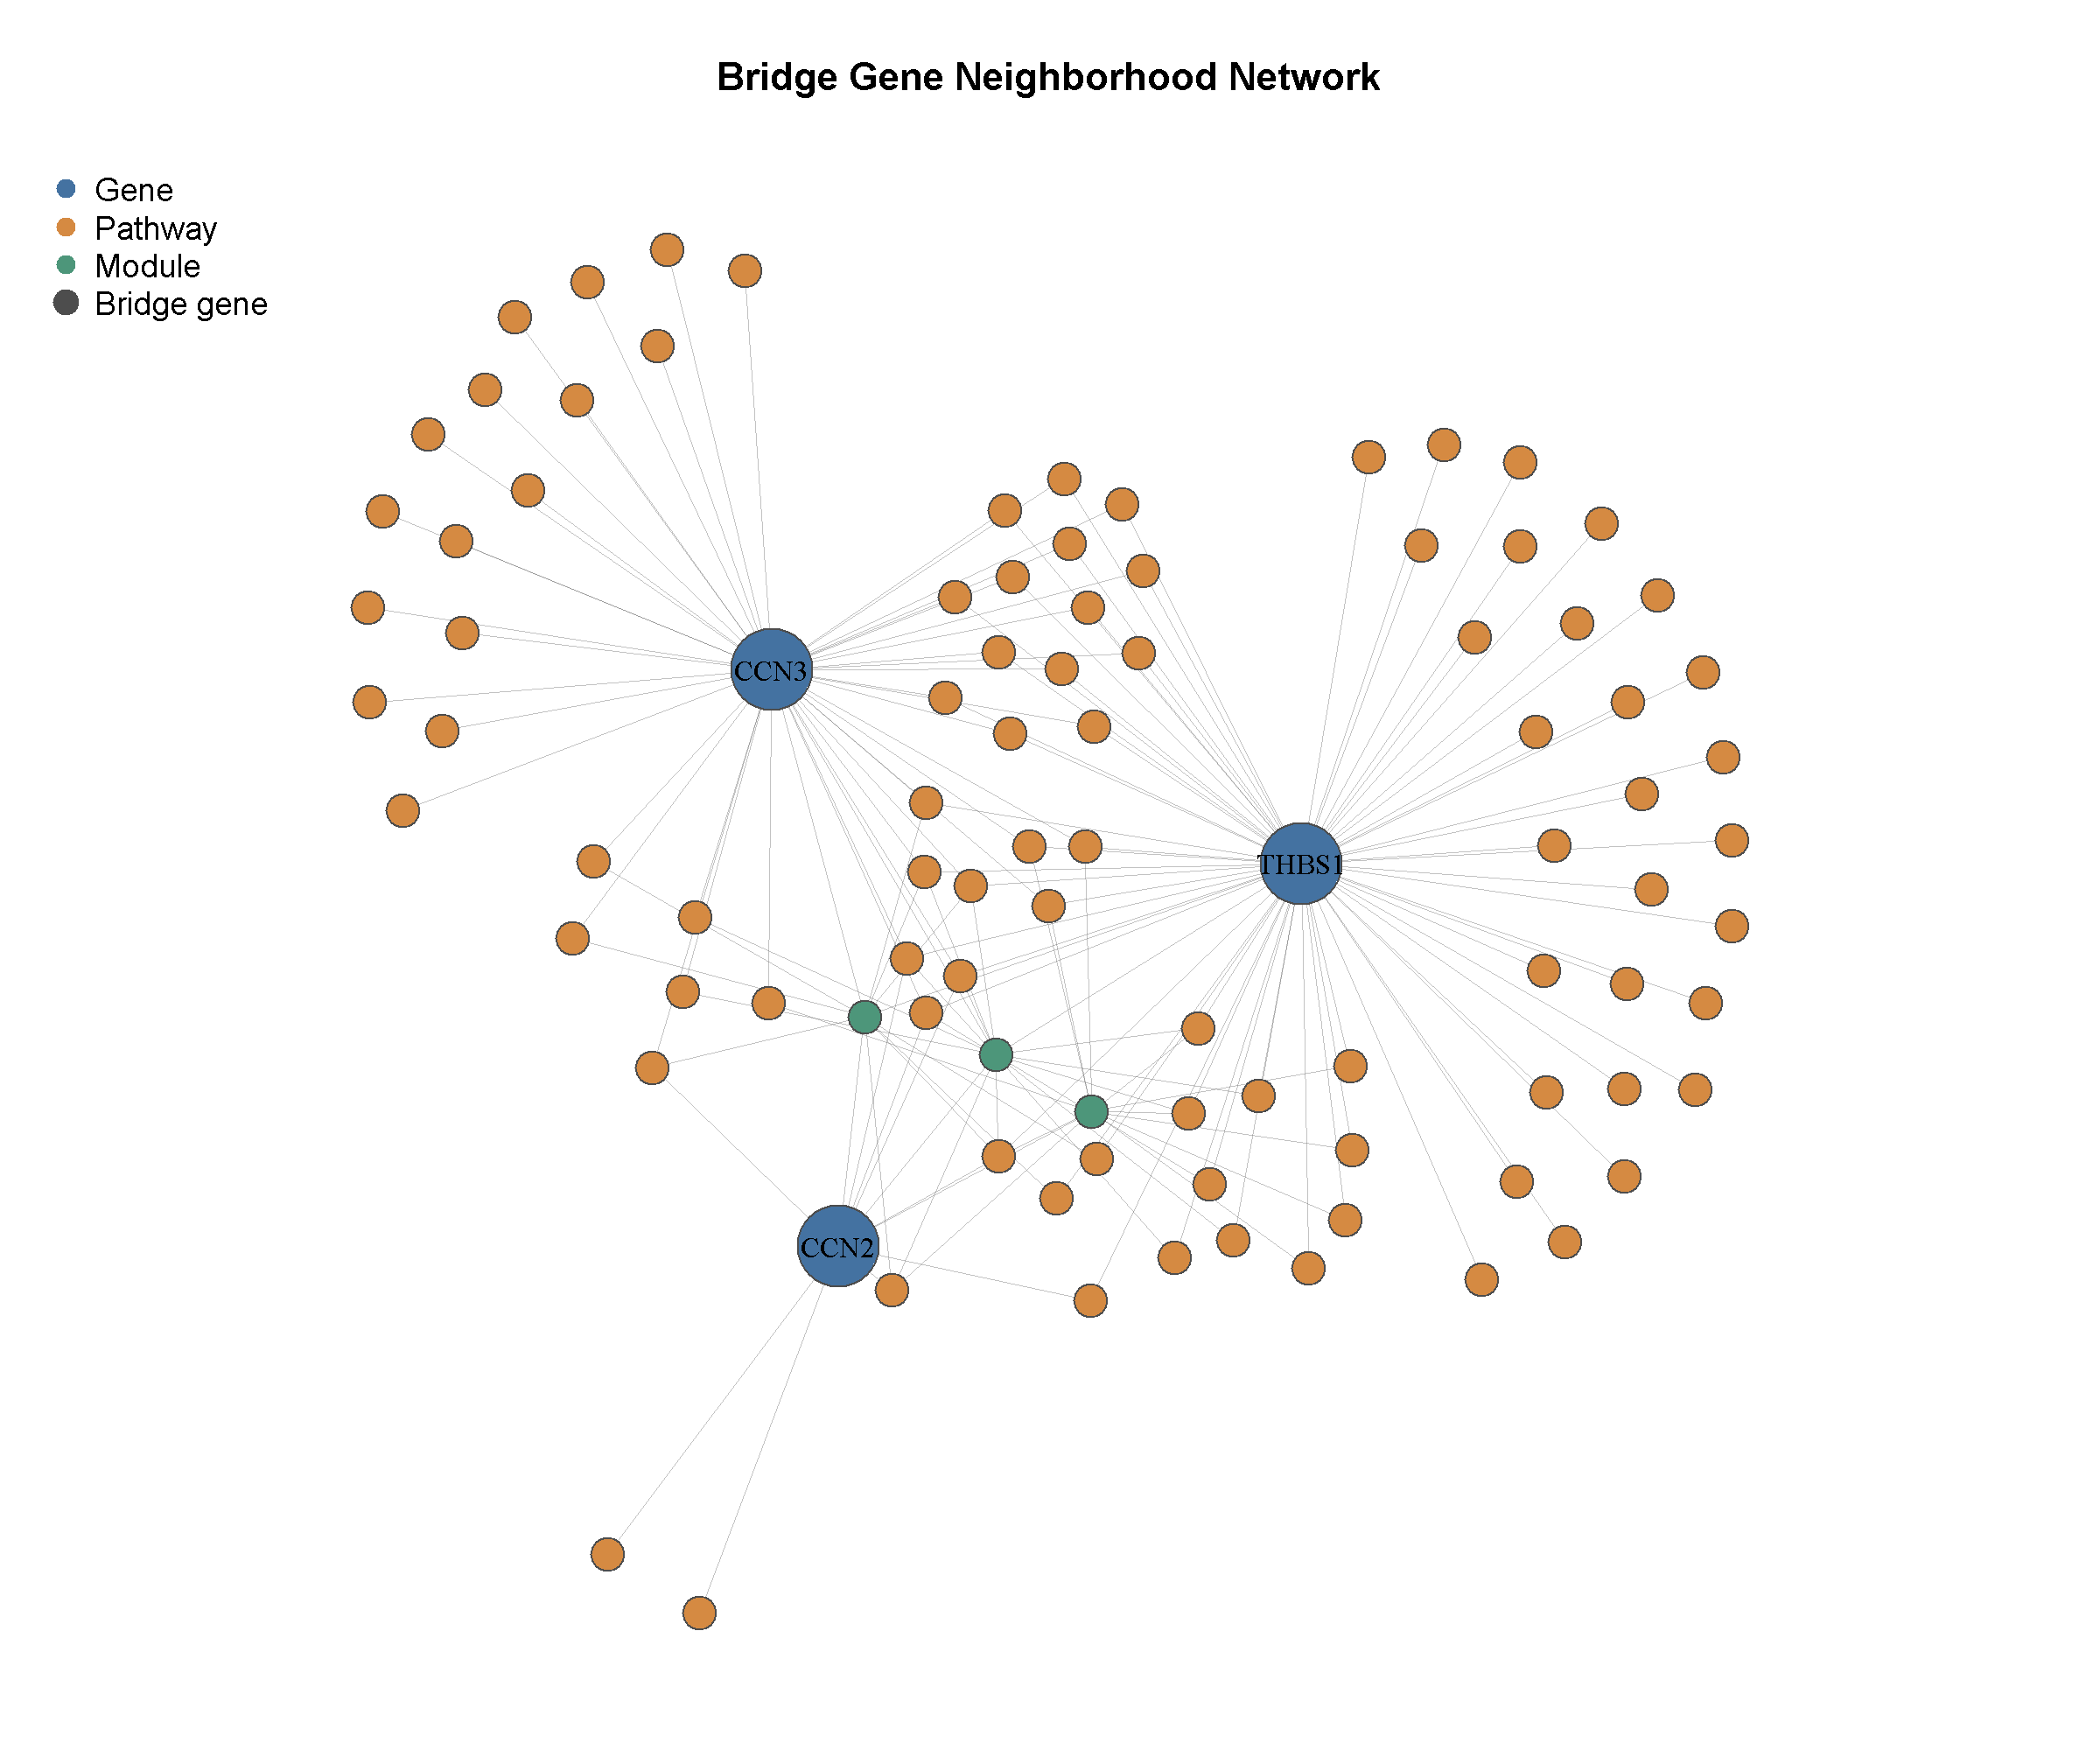 Bridge Gene Neighborhood Network
Gene
Pathway
Module
Bridge gene
CCN3
THBS1
CCN2